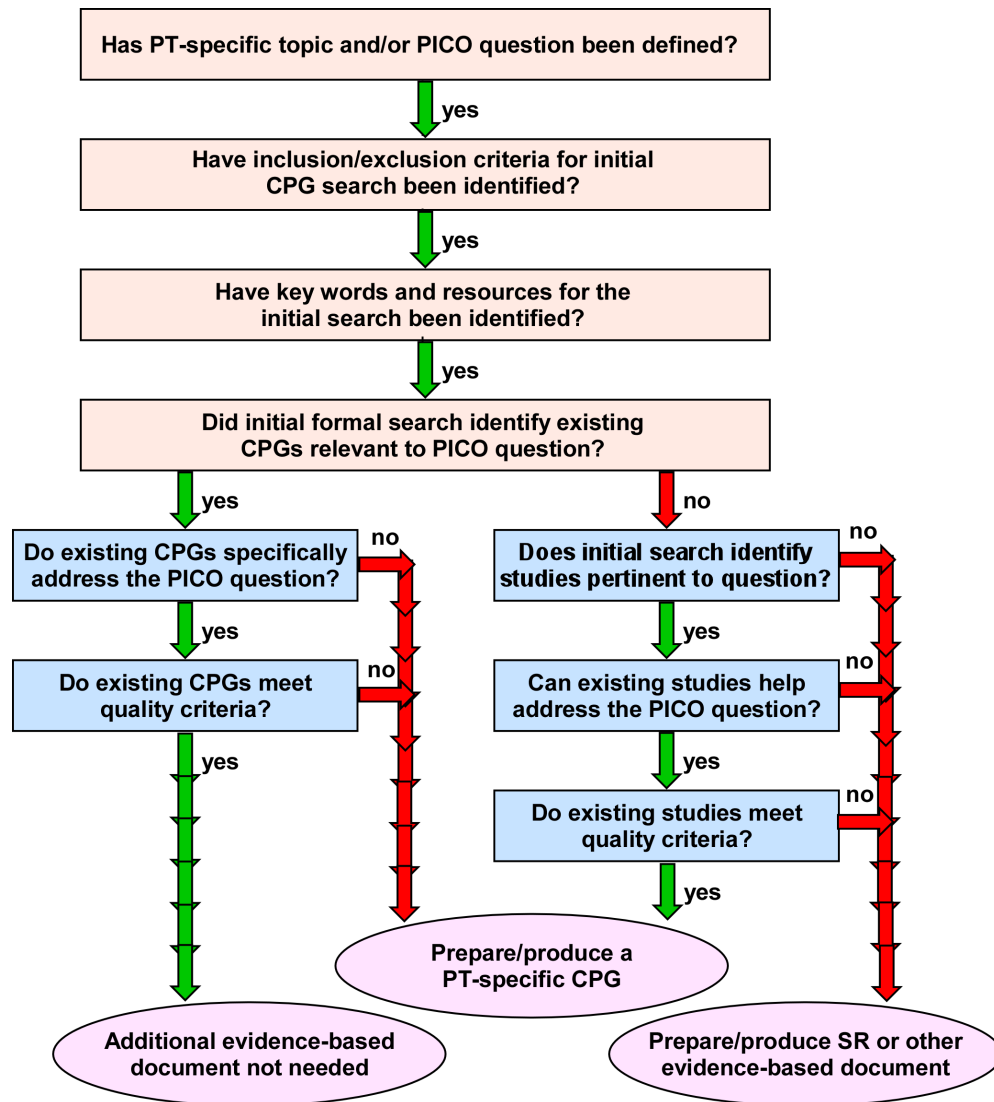 Has PT-specific topic and/or PICO question been defined?
yes
Have inclusion/exclusion criteria for initial
CPG search been identified?
yes
Have key words and resources for the
initial search been identified?
yes
Did initial formal search identify existing
CPGs relevant to PICO question?
yes
no
Do existing CPGs specifically
address the PICO question?
no
Does initial search identify
studies pertinent to question?
no
yes
yes
Do existing CPGs meet
quality criteria?
no
Can existing studies help
address the PICO question?
no
yes
yes
Do existing studies meet
quality criteria?
no
yes
Prepare/produce a
PT-specific CPG
Additional evidence-based
document not needed
Prepare/produce SR or other
evidence-based document